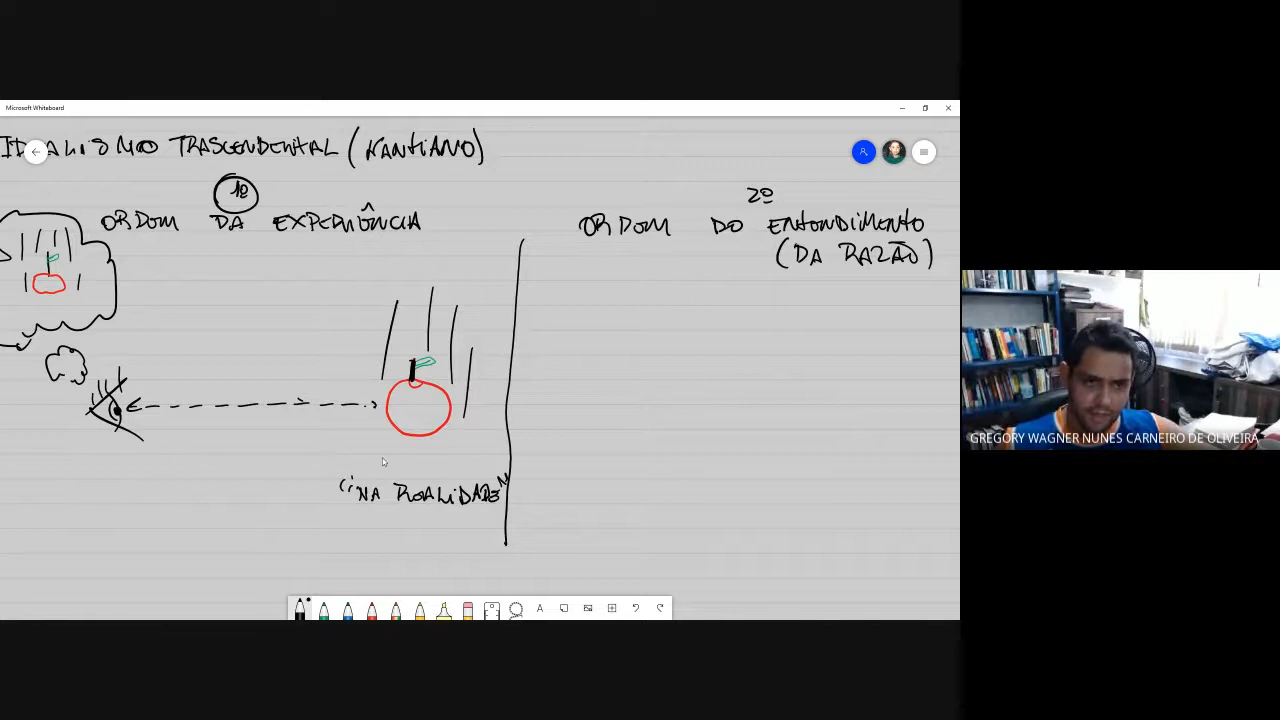 Microsoft Whiteboard
IDEALISMO TRASCENDENTAL (KANTIANO)
1º
2º
ORDEM DA EXPERIÊNCIA
ORDEM DO ENTENDIMENTO
(DA RAZÃO)
"NA REALIDADE"
GREGORY WAGNER NUNES CARNEIRO DE OLIVEIRA
A